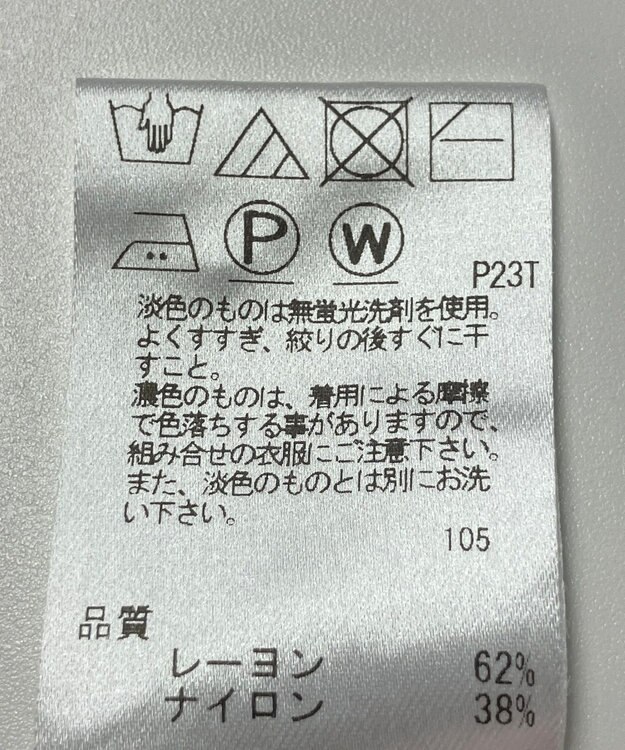 P
W
P23T
淡色のものは無蛍光洗剤を使用。
よくすすぎ、絞りの後すぐに干
すこと。
濃色のものは、着用による摩擦
で色落ちする事がありますので、
組み合せの衣服にご注意下さい。
また、淡色のものとは別にお洗
い下さい。
105
品質
レーヨン 62%
ナイロン 38%